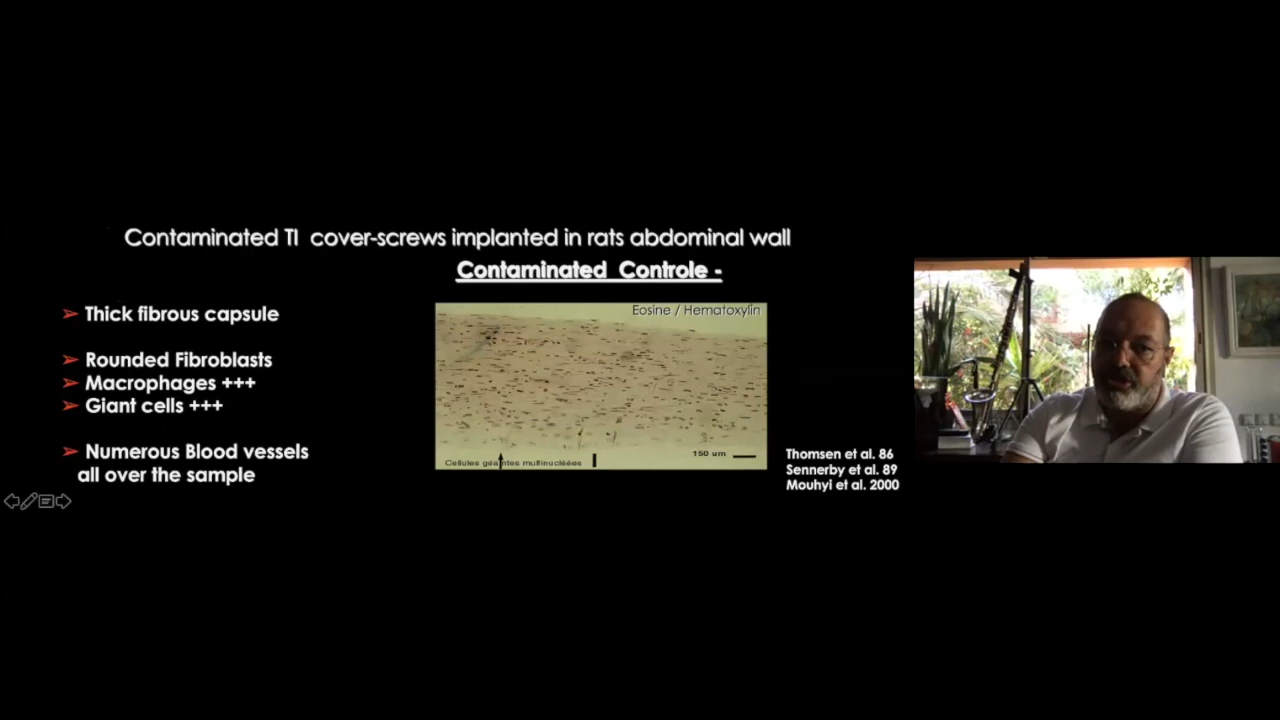 Contaminated TI cover-screws implanted in rats abdominal wall
Contaminated Controle -
➢ Thick fibrous capsule
➢ Rounded Fibroblasts
➢ Macrophages +++
➢ Giant cells +++
➢ Numerous Blood vessels
all over the sample
Eosine / Hematoxylin
150 um
Cellules géantes multinucléées
Thomsen et al. 86
Sennerby et al. 89
Mouhyi et al. 2000